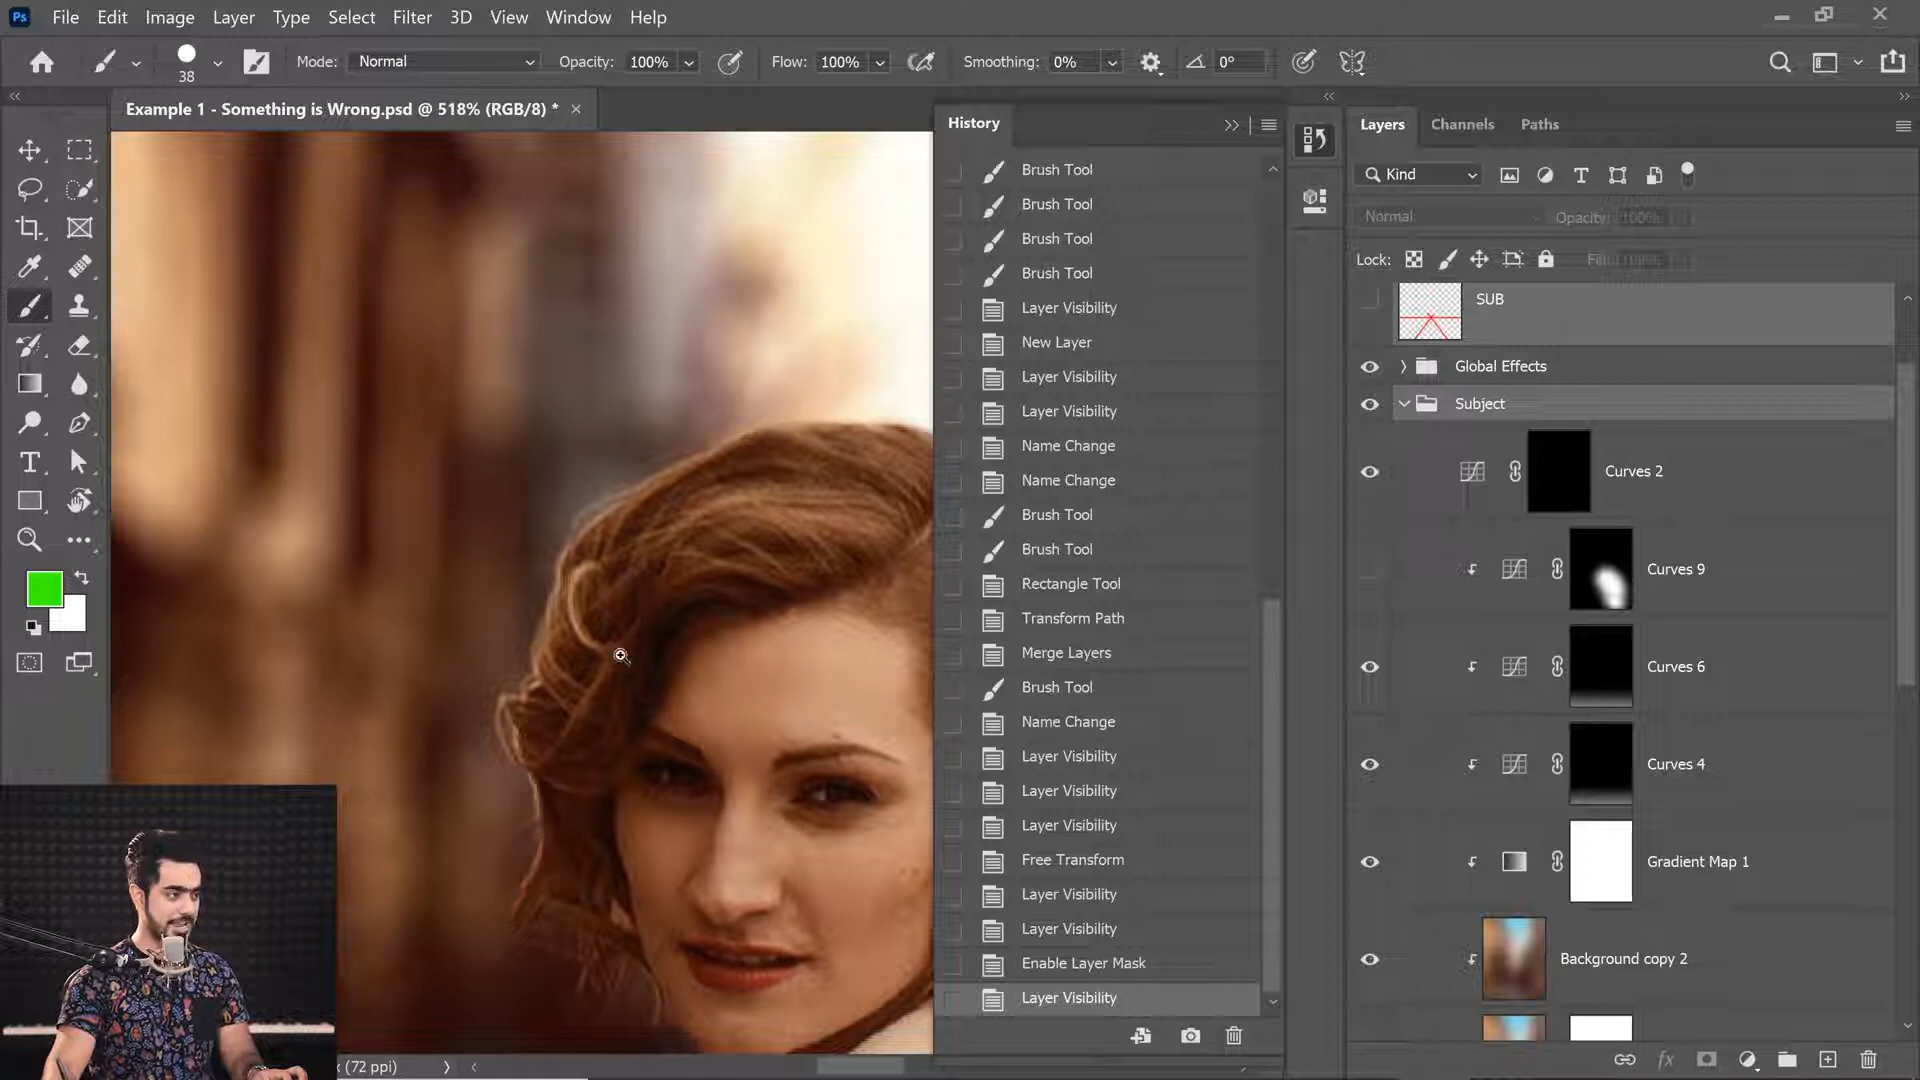 Ps File Edit Image Layer Type Select Filter 3D View Window Help
38 Mode: Normal Opacity: 100% Flow: 100% Smoothing: 0% 0°
Example 1 - Something is Wrong.psd @ 518% (RGB/8) *
History
Brush Tool
Brush Tool
Brush Tool
Brush Tool
Layer Visibility
New Layer
Layer Visibility
Layer Visibility
Name Change
Name Change
Brush Tool
Brush Tool
Rectangle Tool
Transform Path
Merge Layers
Brush Tool
Name Change
Layer Visibility
Layer Visibility
Layer Visibility
Free Transform
Layer Visibility
Layer Visibility
Enable Layer Mask
Layer Visibility
Layers Channels Paths
Kind
Normal Opacity: 100%
Lock: Fill: 100%
SUB
Global Effects
Subject
Curves 2
Curves 9
Curves 6
Curves 4
Gradient Map 1
Background copy 2
fx
(72 ppi)